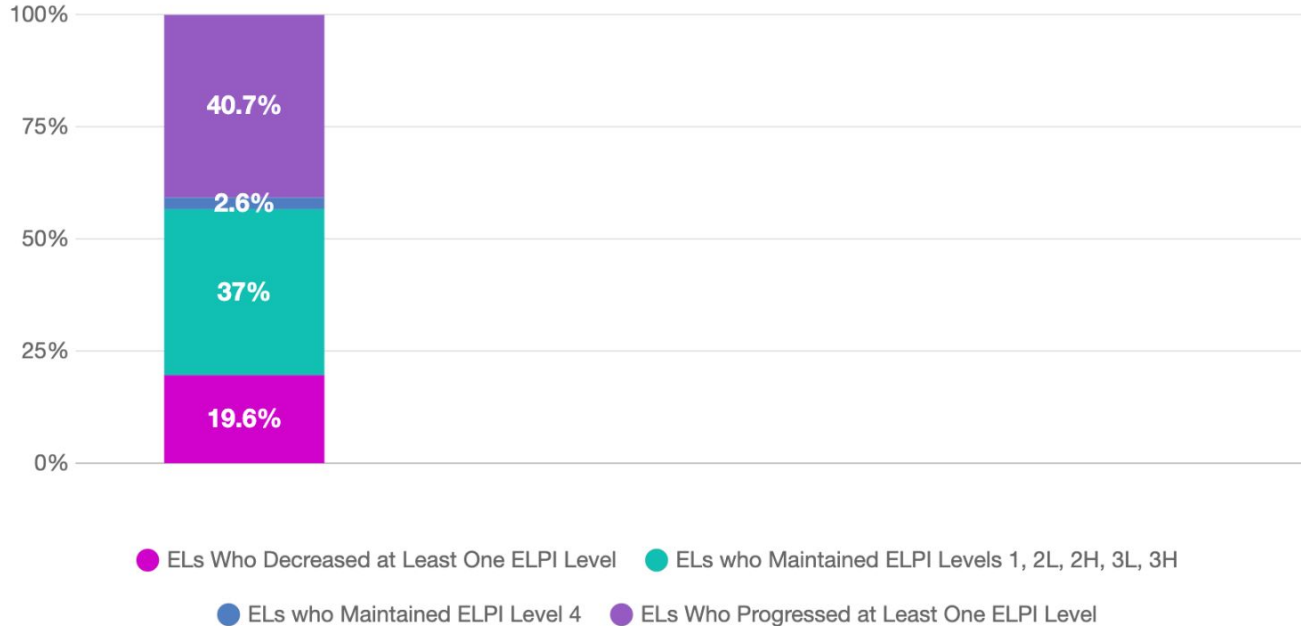 100%
40.7%
75%
2.6%
50%
37%
25%
19.6%
0%
ELs Who Decreased at Least One ELPI Level
ELs who Maintained ELPI Levels 1, 2L, 2H, 3L, 3H
ELs who Maintained ELPI Level 4
ELs Who Progressed at Least One ELPI Level